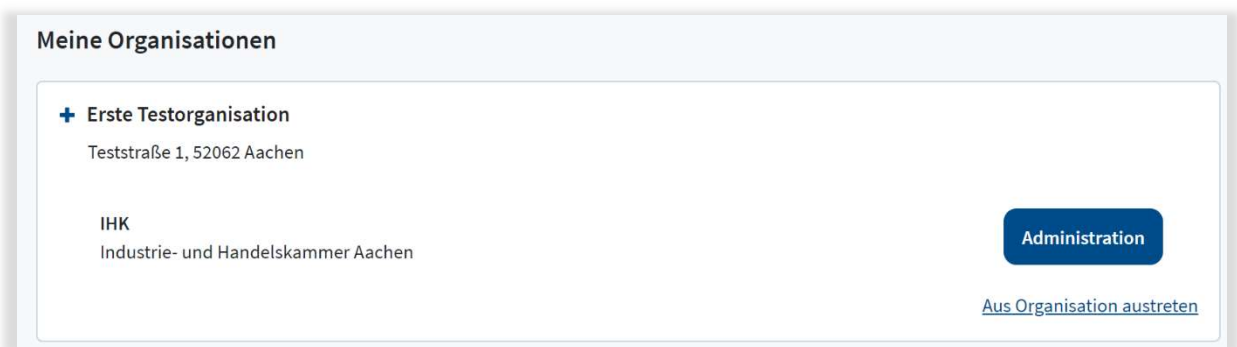 Meine Organisationen
Erste Testorganisation
Teststraße 1, 52062 Aachen
IHK
Industrie- und Handelskammer Aachen
Administration
Aus Organisation austreten